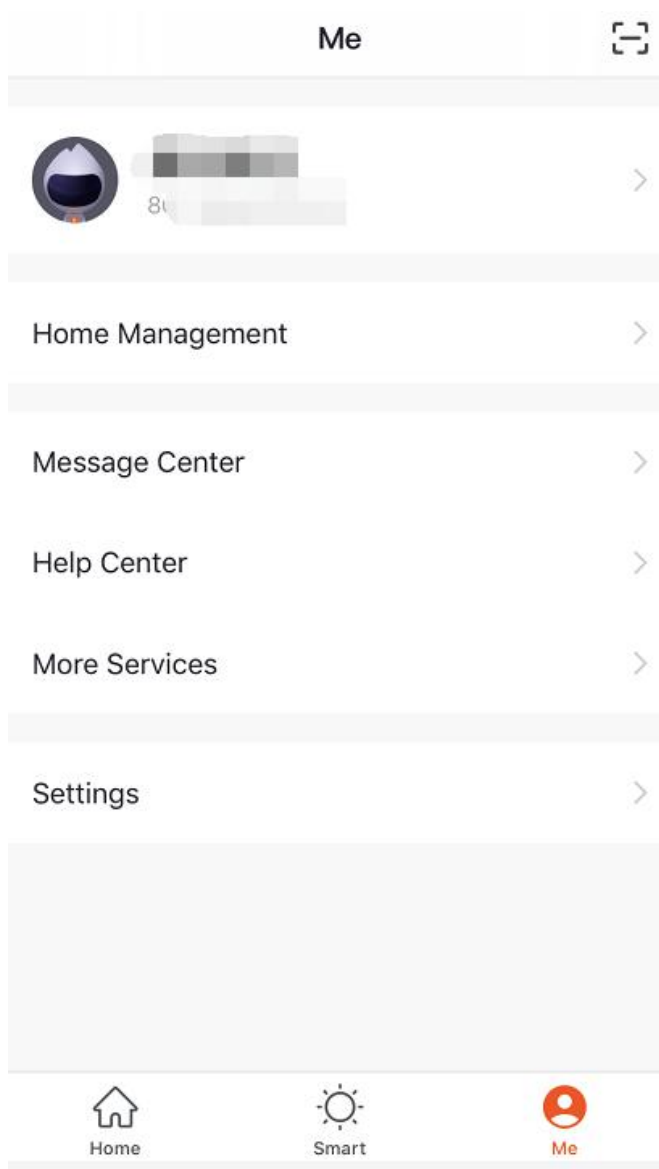 Me
Home Management
Message Center
Help Center
More Services
Settings
Home
Smart
Me